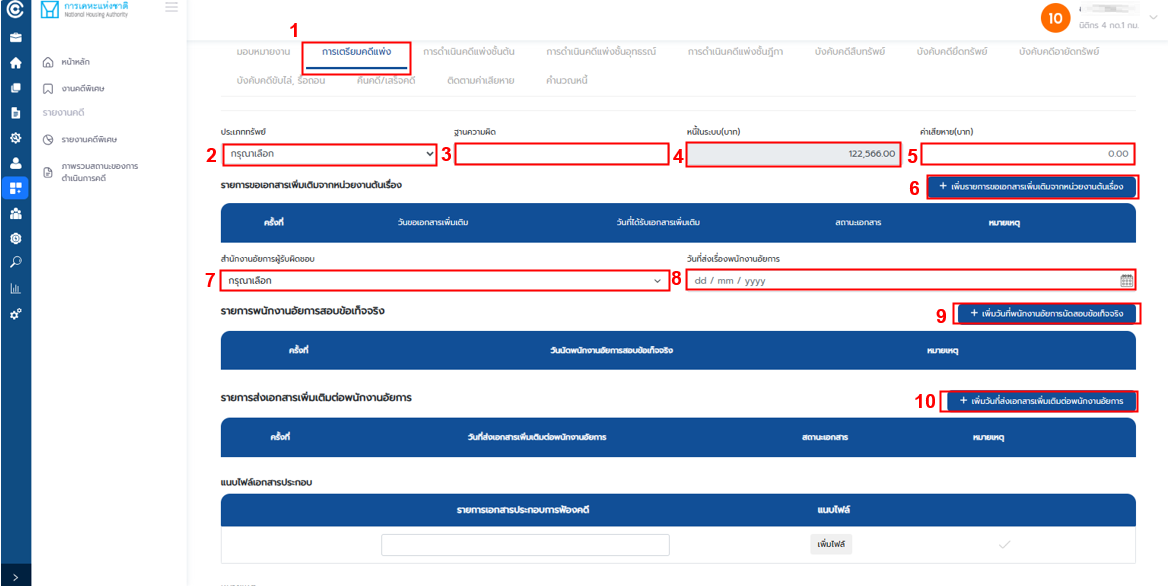 การเคหะแห่งชาติ
National Housing Authority
10
นิติกร 4 กด.1 กม.
หน้าหลัก
งานคดีพิเศษ
รายงานคดี
รายงานคดีพิเศษ
ภาพรวมสถานะของการ
ดำเนินการคดี
1
มอบหมายงาน การเตรียมคดีแพ่ง การดำเนินคดีแพ่งชั้นต้น การดำเนินคดีแพ่งชั้นอุทธรณ์ การดำเนินคดีแพ่งชั้นฎีกา บังคับคดีสืบทรัพย์ บังคับคดียึดทรัพย์ บังคับคดีอายัดทรัพย์
บังคับคดีขับไล่, รื้อถอน คืนคดี/เสร็จคดี ติดตามค่าเสียหาย คำนวณหนี้
ประเภททรัพย์ ฐานความผิด หนี้ในระบบ(บาท) ค่าเสียหาย(บาท)
2 กรุณาเลือก 3 4 122,566.00 5 0.00
รายการขอเอกสารเพิ่มเติมจากหน่วยงานต้นเรื่อง 6 + เพิ่มรายการขอเอกสารเพิ่มเติมจากหน่วยงานต้นเรื่อง
ครั้งที่ วันขอเอกสารเพิ่มเติม วันที่ได้รับเอกสารเพิ่มเติม สถานะเอกสาร หมายเหตุ
สำนักงานอัยการผู้รับผิดชอบ วันที่ส่งเรื่องพนักงานอัยการ
7 กรุณาเลือก 8 dd / mm / yyyy
รายการพนักงานอัยการสอบข้อเท็จจริง 9 + เพิ่มวันที่พนักงานอัยการนัดสอบข้อเท็จจริง
ครั้งที่ วันนัดพนักงานอัยการสอบข้อเท็จจริง หมายเหตุ
รายการส่งเอกสารเพิ่มเติมต่อพนักงานอัยการ 10 + เพิ่มวันที่ส่งเอกสารเพิ่มเติมต่อพนักงานอัยการ
ครั้งที่ วันที่ส่งเอกสารเพิ่มเติมต่อพนักงานอัยการ สถานะเอกสาร หมายเหตุ
แนบไฟล์เอกสารประกอบ
รายการเอกสารประกอบการฟ้องคดี แนบไฟล์
เพิ่มไฟล์